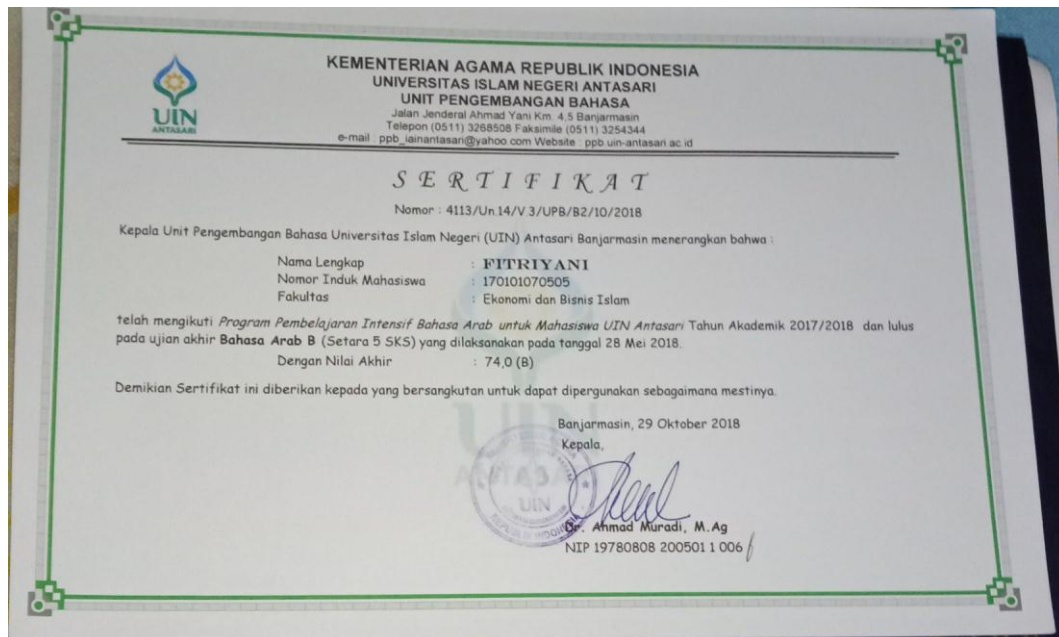 KEMENTERIAN AGAMA REPUBLIK INDONESIA
UNIVERSITAS ISLAM NEGERI ANTASARI
UNIT PENGEMBANGAN BAHASA
Jalan Jenderal Ahmad Yani Km. 4,5 Banjarmasin
Telepon (0511) 3268508 Faksimile (0511) 3254344
e-mail : ppb_iainantasari@yahoo.com Website : ppb.uin-antasari.ac.id
UIN
ANTASARI
SERTIFIKAT
Nomor : 4113/Un.14/V.3/UPB/B2/10/2018
Kepala Unit Pengembangan Bahasa Universitas Islam Negeri (UIN) Antasari Banjarmasin menerangkan bahwa :
Nama Lengkap : FITRIYANI
Nomor Induk Mahasiswa : 170101070505
Fakultas : Ekonomi dan Bisnis Islam
telah mengikuti Program Pembelajaran Intensif Bahasa Arab untuk Mahasiswa UIN Antasari Tahun Akademik 2017/2018 dan lulus
pada ujian akhir Bahasa Arab B (Setara 5 SKS) yang dilaksanakan pada tanggal 28 Mei 2018.
Dengan Nilai Akhir : 74,0 (B)
Demikian Sertifikat ini diberikan kepada yang bersangkutan untuk dapat dipergunakan sebagaimana mestinya.
Banjarmasin, 29 Oktober 2018
Kepala,
UIN
ANTASA
UIN
REPUBLIK INDONESIA
Dr. Ahmad Muradi, M.Ag
NIP 19780808 200501 1 006